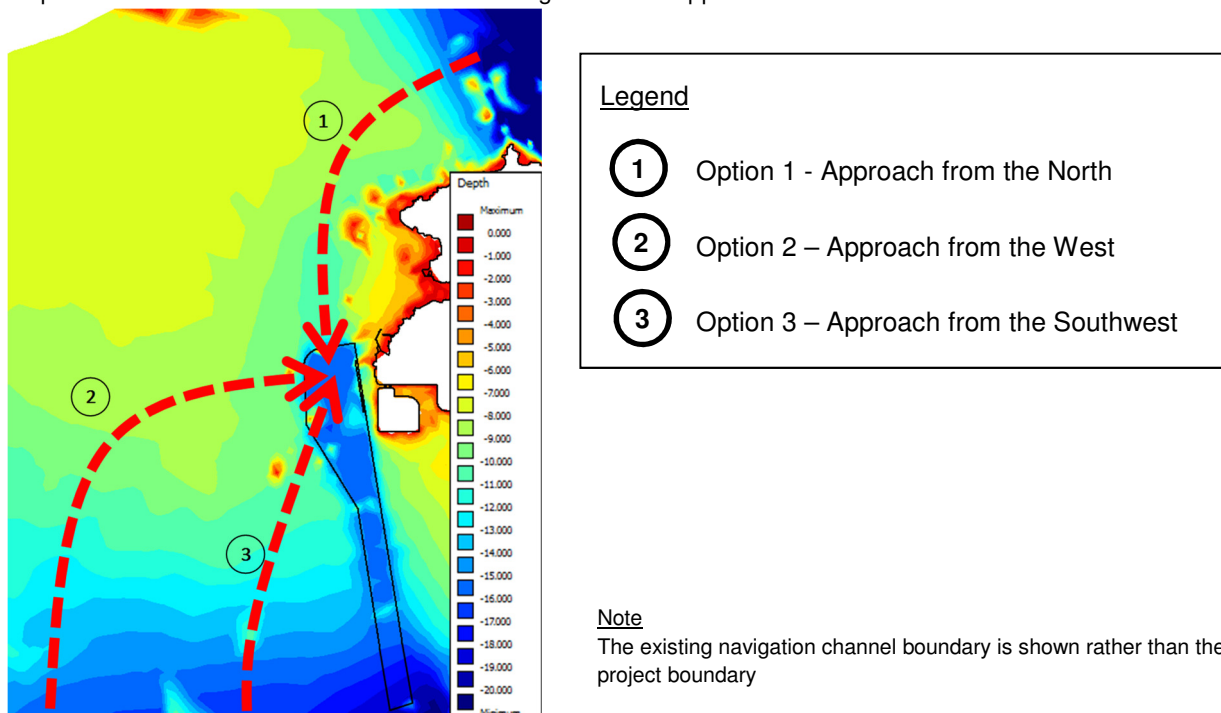 1
2
3
Depth
Maximum
0.000
-1.000
-2.000
-3.000
-4.000
-5.000
-6.000
-7.000
-8.000
-9.000
-10.000
-11.000
-12.000
-13.000
-14.000
-15.000
-16.000
-17.000
-18.000
-19.000
-20.000
Legend
1 Option 1 - Approach from the North
2 Option 2 – Approach from the West
3 Option 3 – Approach from the Southwest
Note
The existing navigation channel boundary is shown rather than the
project boundary